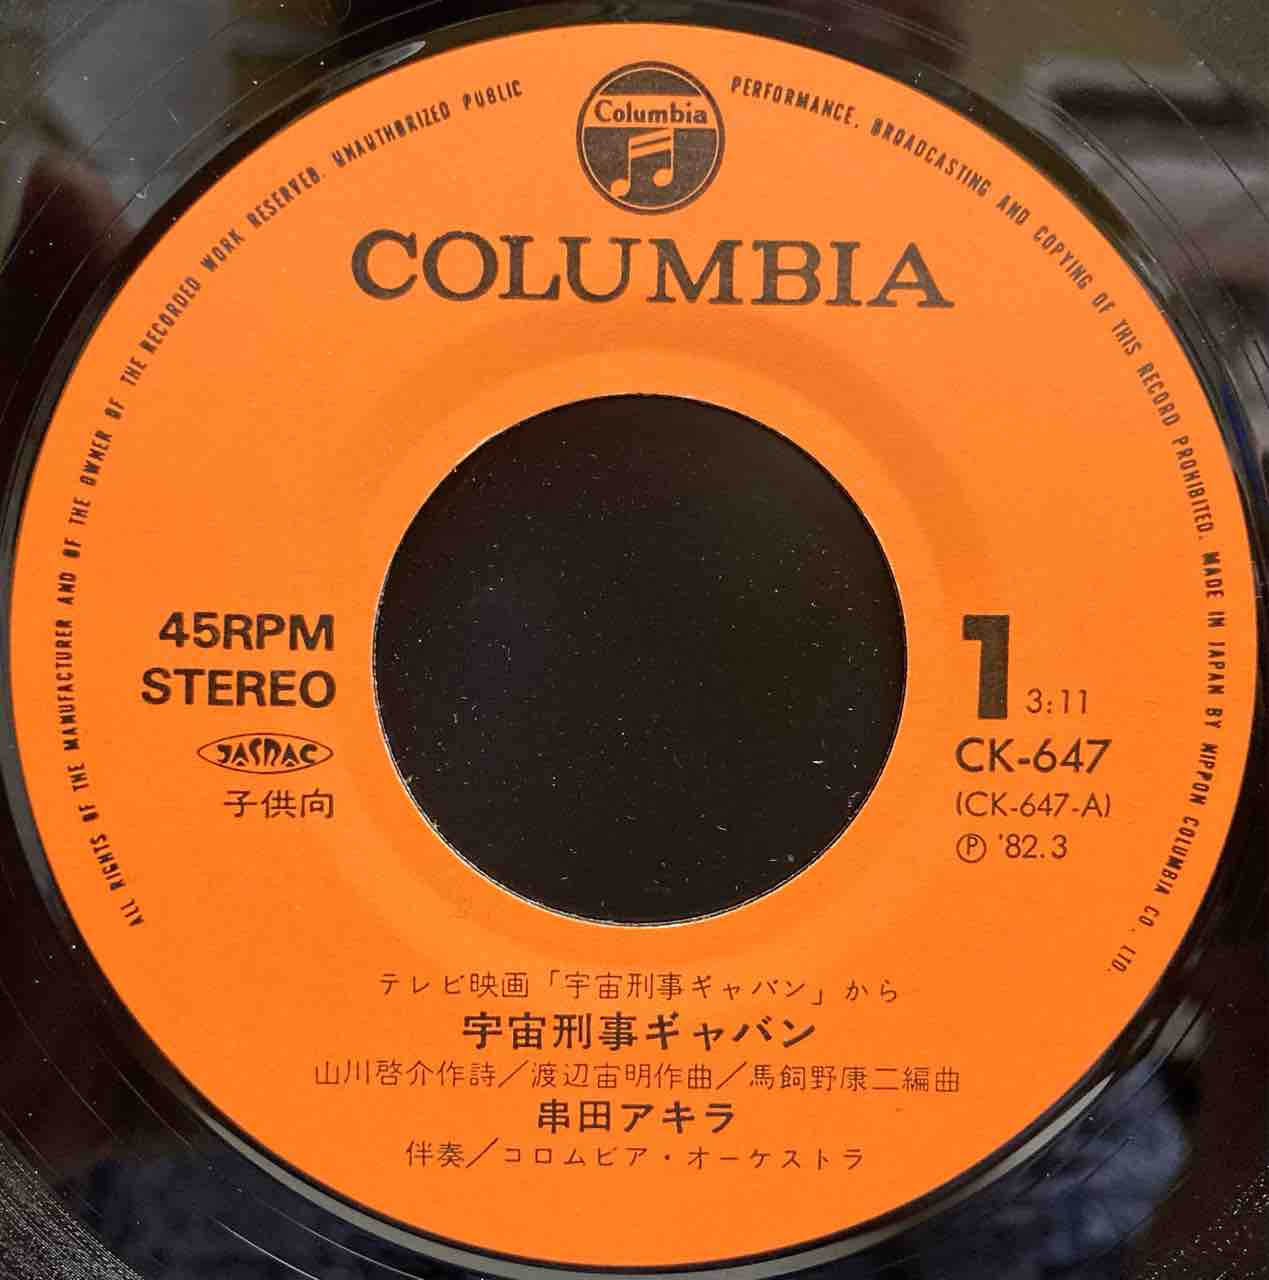 ALL RIGHTS OF THE MANUFACTURER AND OF THE OWNER OF THE RECORDED WORK RESERVED. UNAUTHORIZED PUBLIC PERFORMANCE, BROADCASTING AND COPYING OF THIS RECORD PROHIBITED. MADE IN JAPAN BY NIPPON COLUMBIA CO., LTD.
Columbia
COLUMBIA
45RPM
STEREO
JASRAC
子供向
1 3:11
CK-647
(CK-647-A)
Ⓟ '82.3
テレビ映画「宇宙刑事ギャバン」から
宇宙刑事ギャバン
山川啓介作詩／渡辺宙明作曲／馬飼野康二編曲
串田アキラ
伴奏／コロムビア・オーケストラ